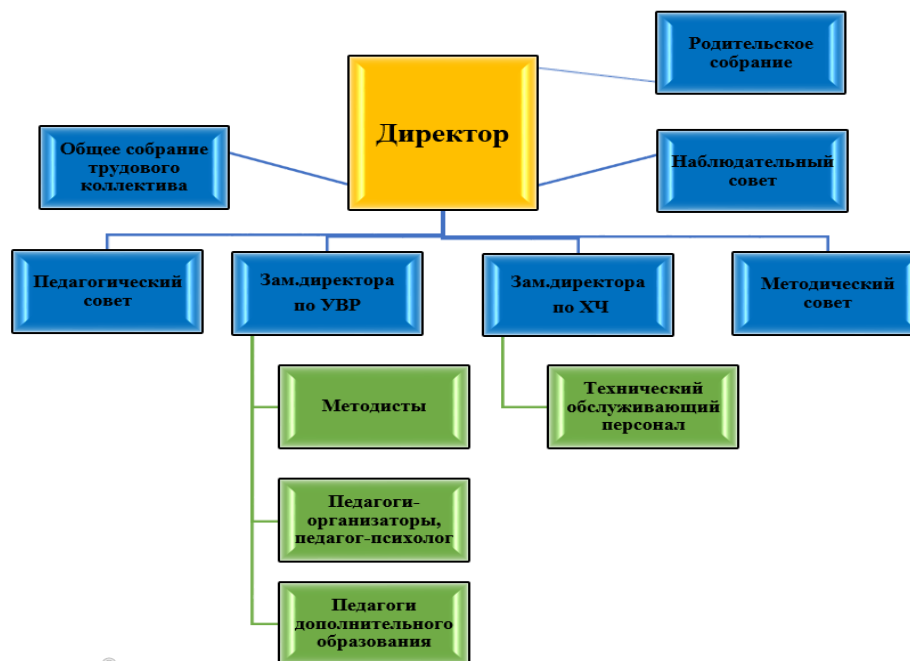 Родительское
собрание
Директор
Общее собрание
трудового
коллектива
Наблюдательный
совет
Педагогический
совет
Зам.директора
по УВР
Зам.директора
по ХЧ
Методический
совет
Методисты
Технический
обслуживающий
персонал
Педагоги-
организаторы,
педагог-психолог
Педагоги
дополнительного
образования